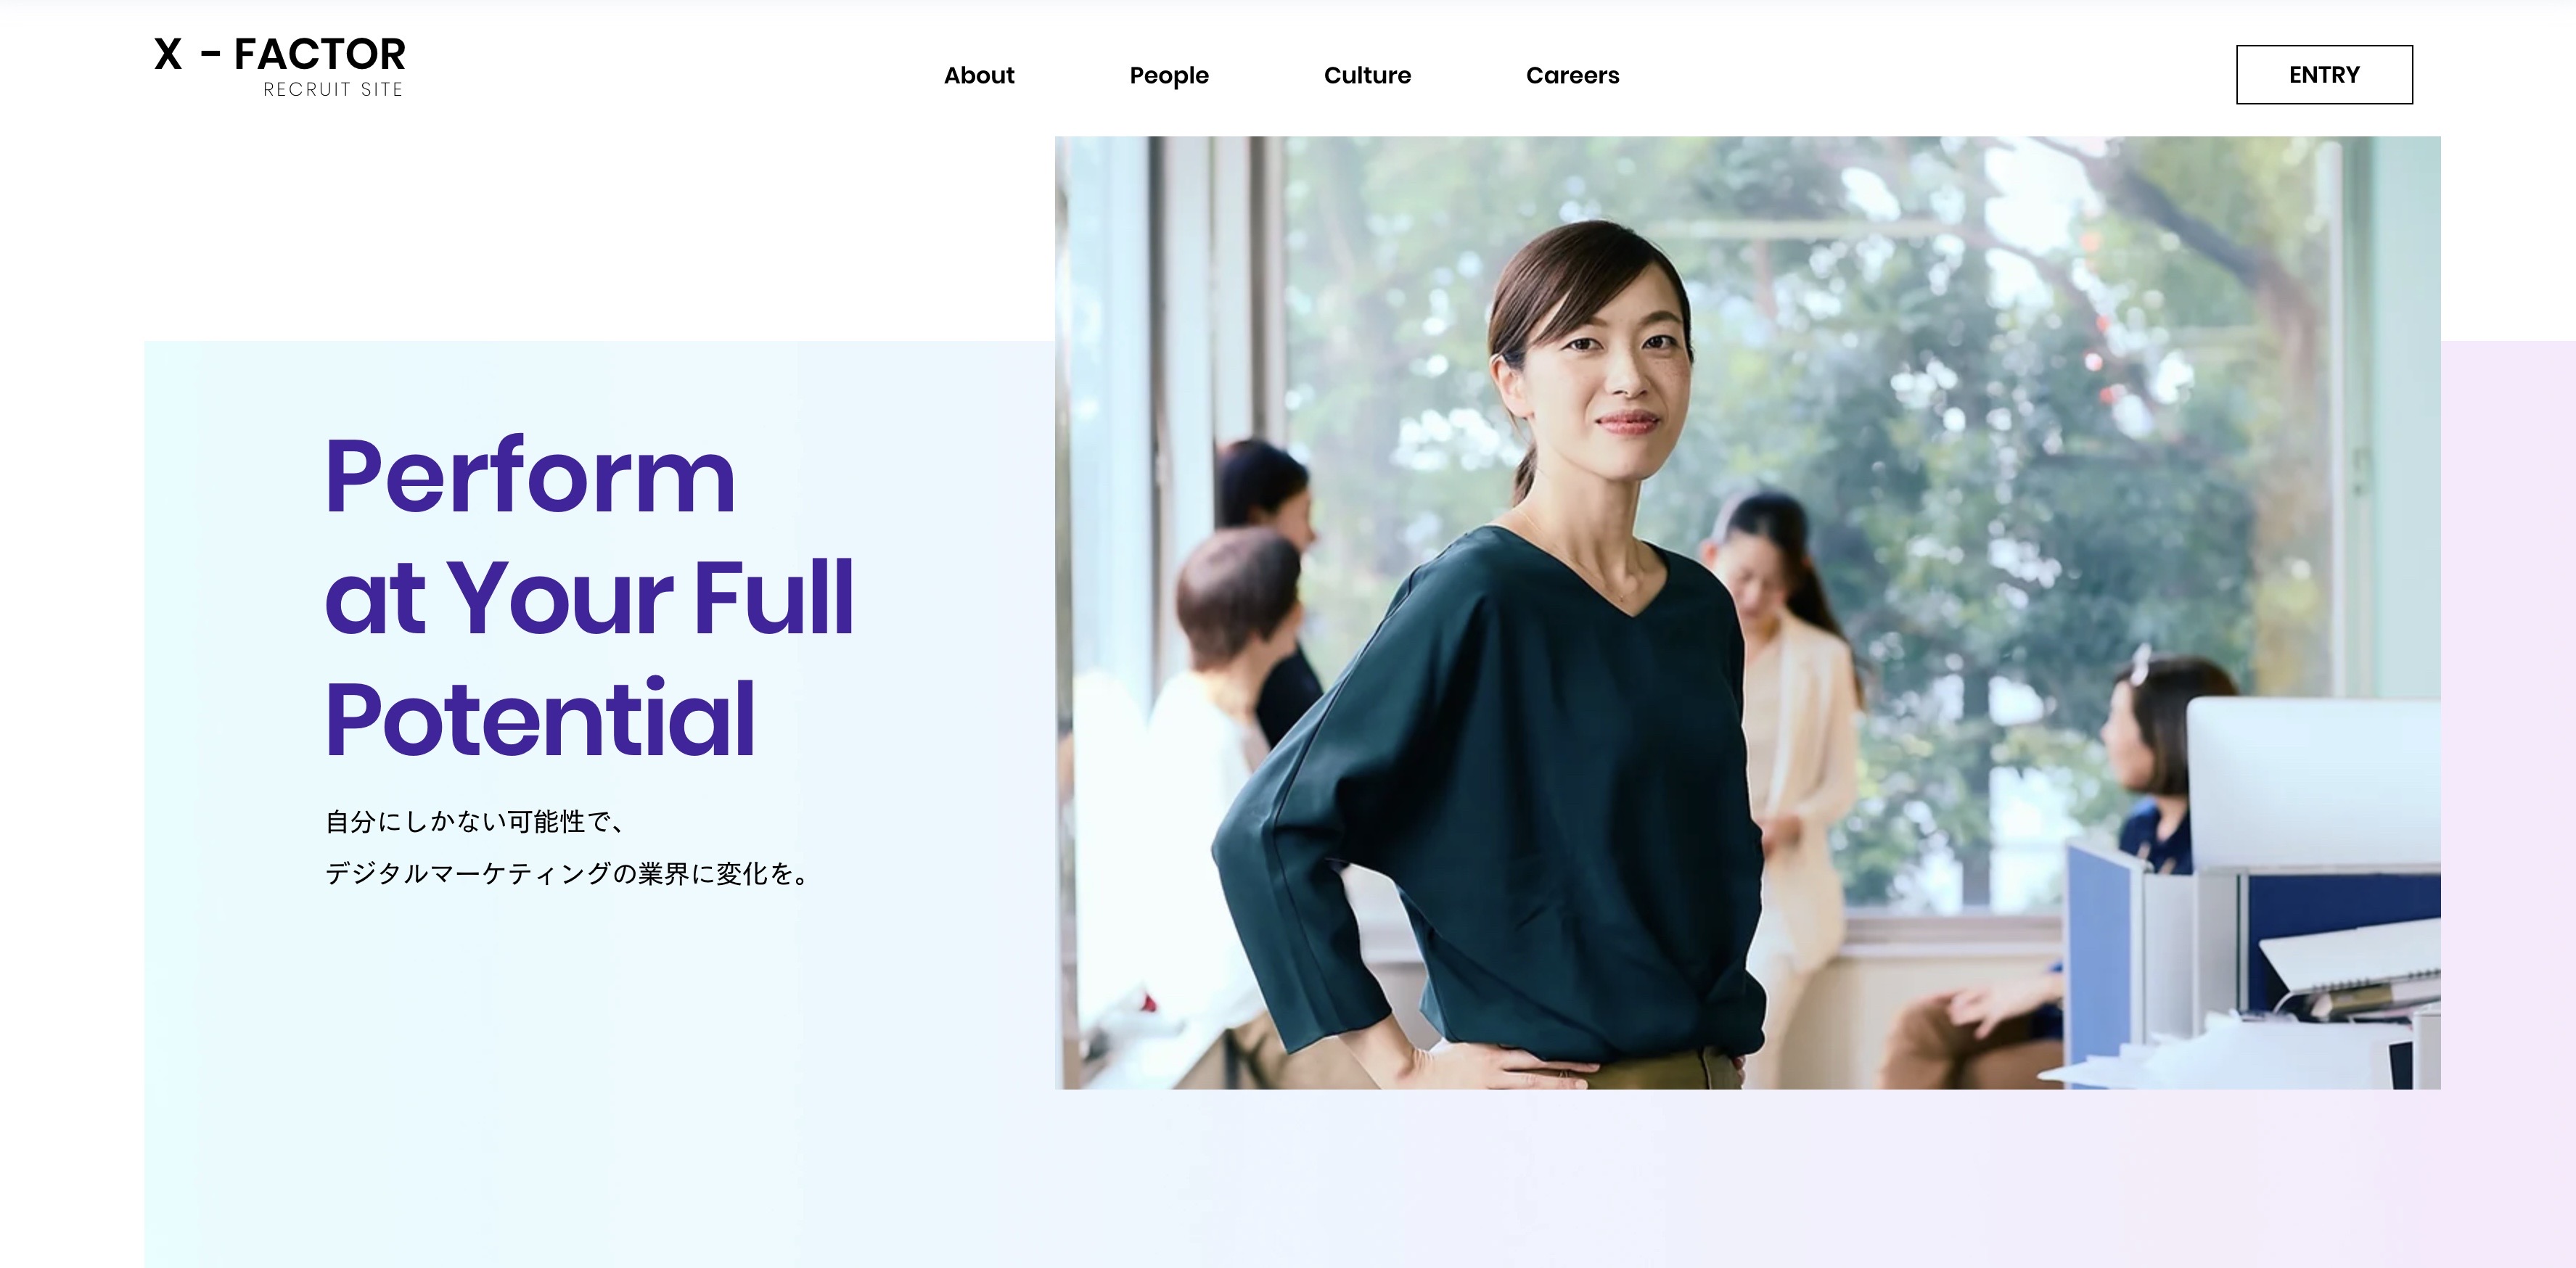 X - FACTOR
RECRUIT SITE
About
People
Culture
Careers
ENTRY
Perform
at Your Full
Potential
自分にしかない可能性で、
デジタルマーケティングの業界に変化を。